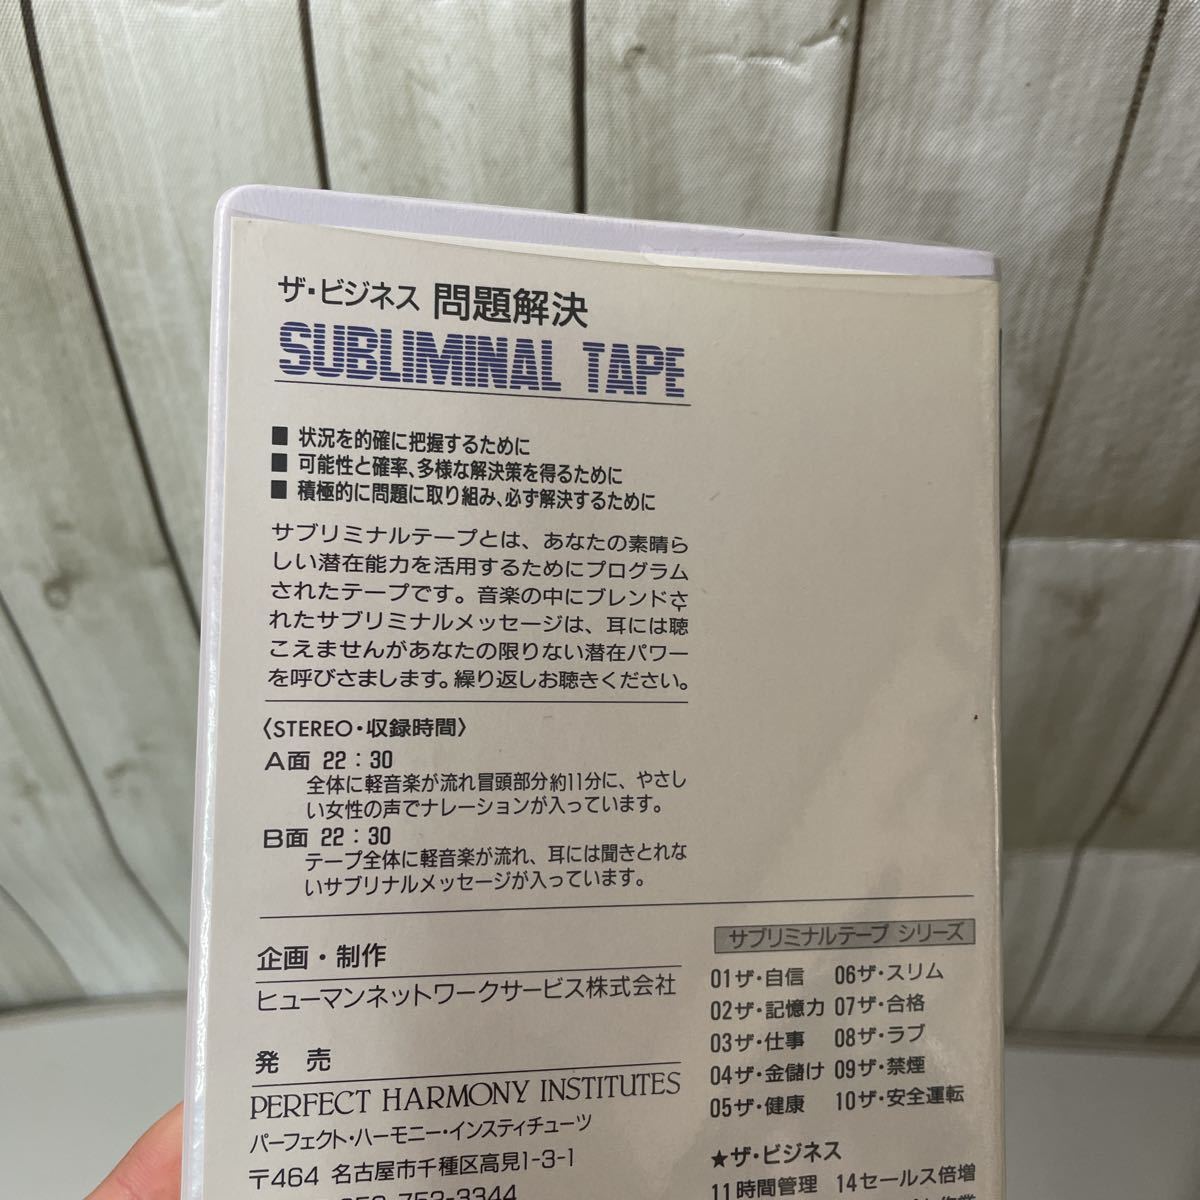 ザ・ビジネス 問題解決
SUBLIMINAL TAPE
■ 状況を的確に把握するために
■ 可能性と確率、多様な解決策を得るために
■ 積極的に問題に取り組み、必ず解決するために
サブリミナルテープとは、あなたの素晴ら
しい潜在能力を活用するためにプログラム
されたテープです。音楽の中にブレンドさ
れたサブリミナルメッセージは、耳には聴
こえませんがあなたの限りない潜在パワー
を呼びさまします。繰り返しお聴きください。
〈STEREO・収録時間〉
A面 22：30
全体に軽音楽が流れ冒頭部分約11分に、やさし
い女性の声でナレーションが入っています。
B面 22：30
テープ全体に軽音楽が流れ、耳には聞きとれな
いサブリナルメッセージが入っています。
企画・制作
ヒューマンネットワークサービス株式会社
発 売
PERFECT HARMONY INSTITUTES
パーフェクト・ハーモニー・インスティチューツ
〒464 名古屋市千種区高見1-3-1
752-3344
サブリミナルテープ シリーズ
01ザ・自信 06ザ・スリム
02ザ・記憶力 07ザ・合格
03ザ・仕事 08ザ・ラブ
04ザ・金儲け 09ザ・禁煙
05ザ・健康 10ザ・安全運転
★ザ・ビジネス
11時間管理 14セールス倍増